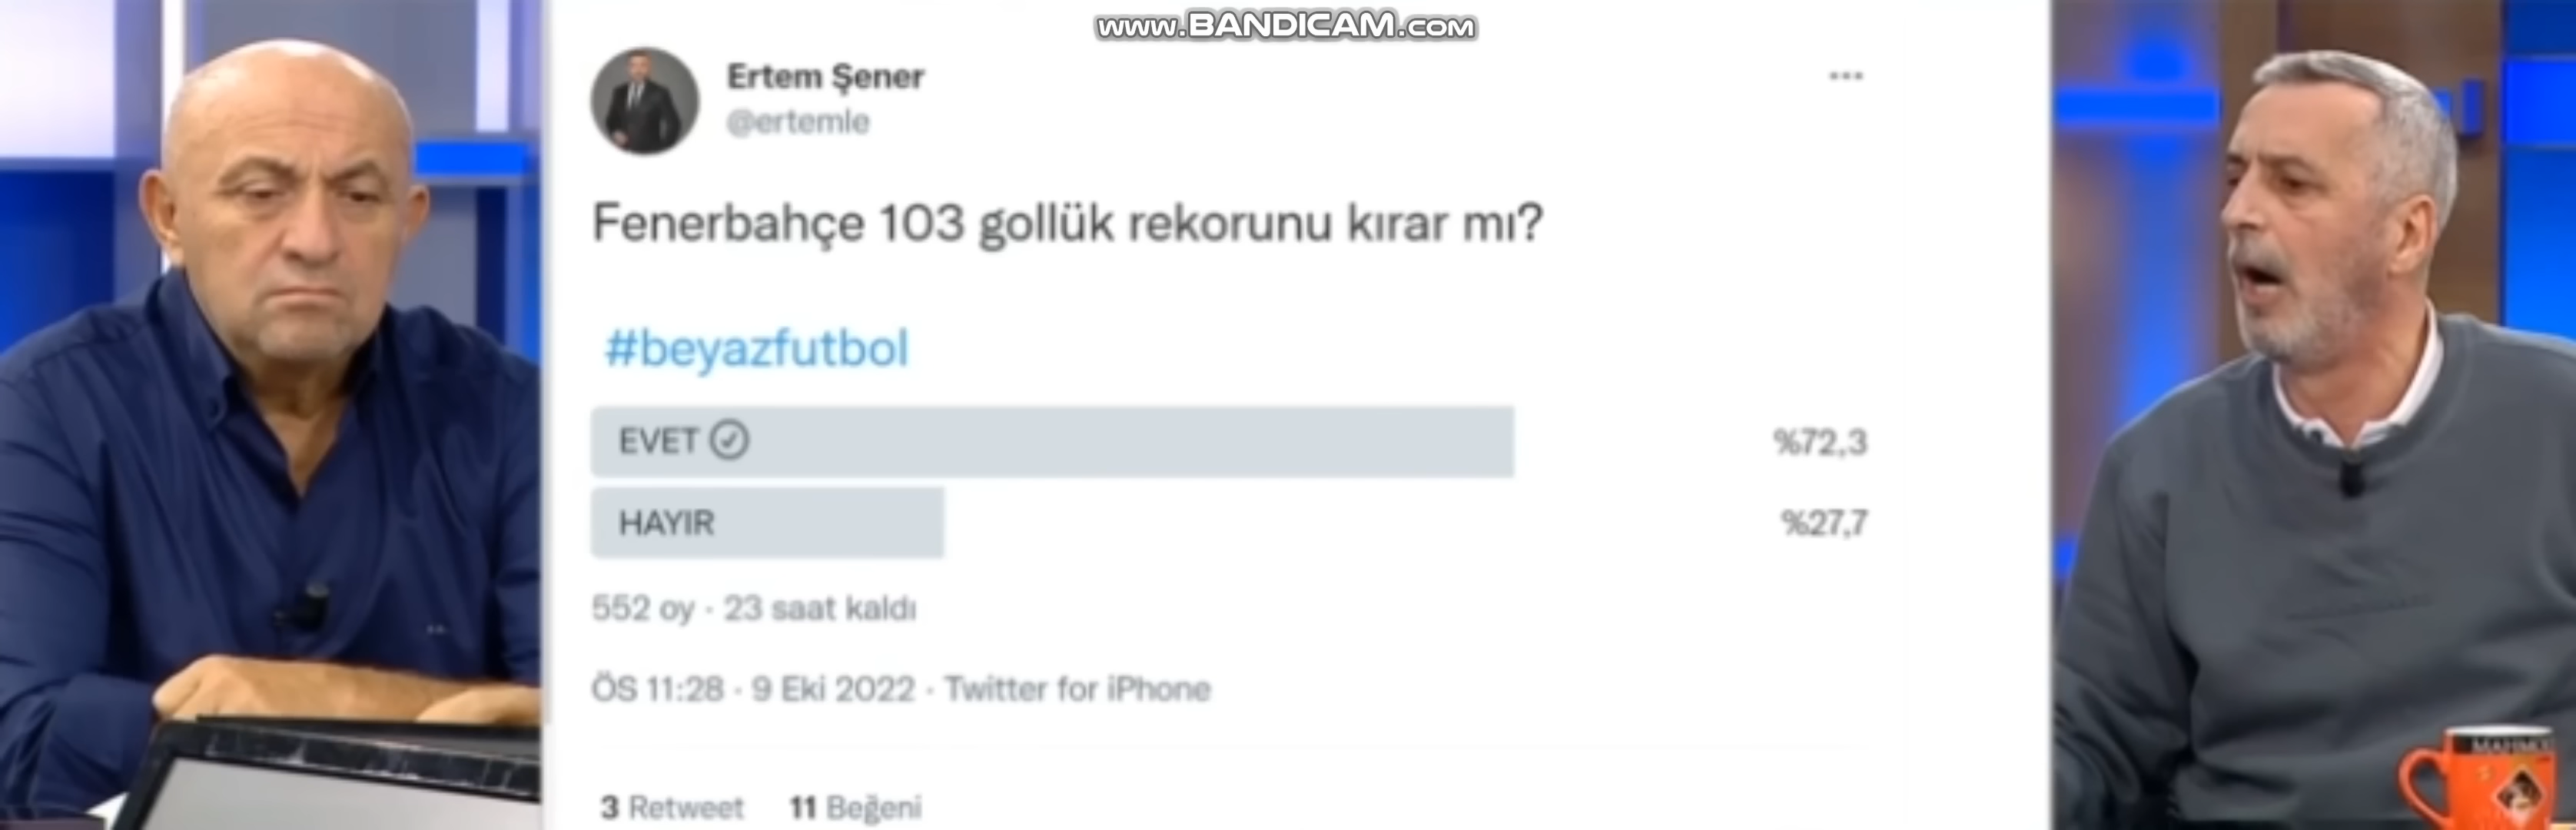 www.BANDICAM.com
Ertem Şener
@ertemle
Fenerbahçe 103 gollük rekorunu kırar mı?
#beyazfutbol
EVET %72,3
HAYIR %27,7
552 oy · 23 saat kaldı
ÖS 11:28 · 9 Eki 2022 · Twitter for iPhone
3 Retweet 11 Beğeni